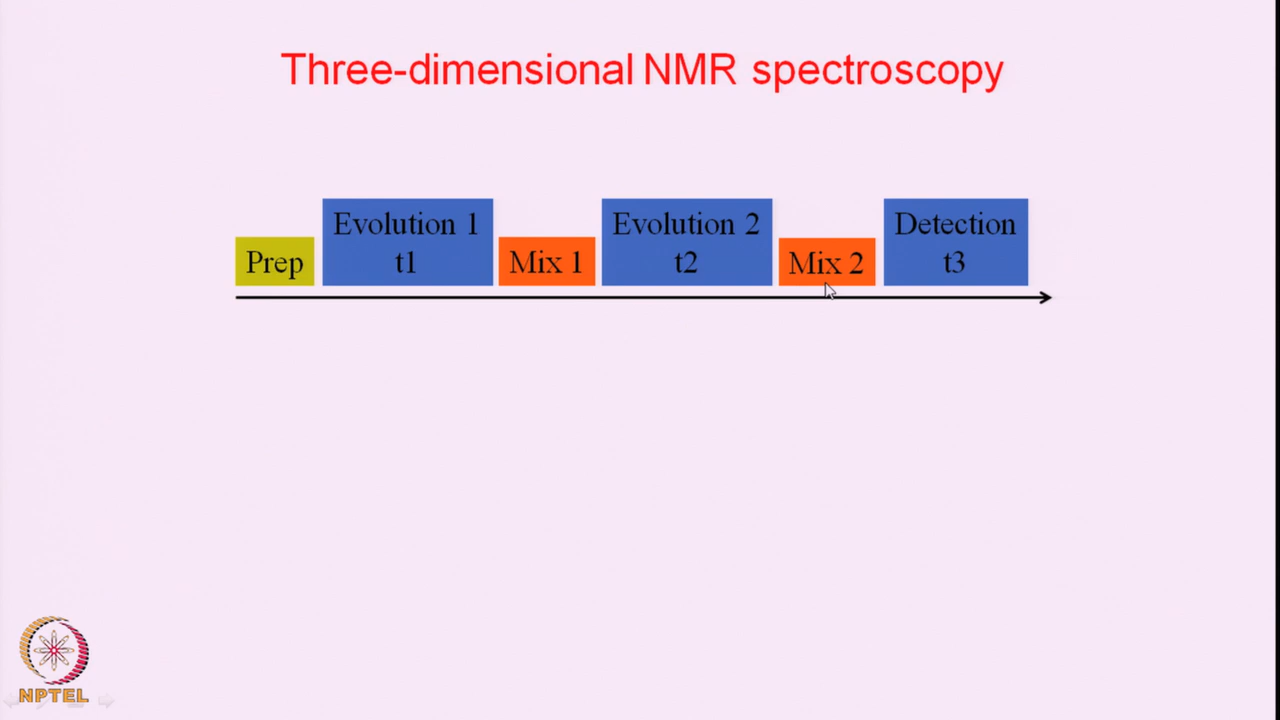 Three-dimensional NMR spectroscopy
Prep
Evolution 1
t1
Mix 1
Evolution 2
t2
Mix 2
Detection
t3
NPTEL